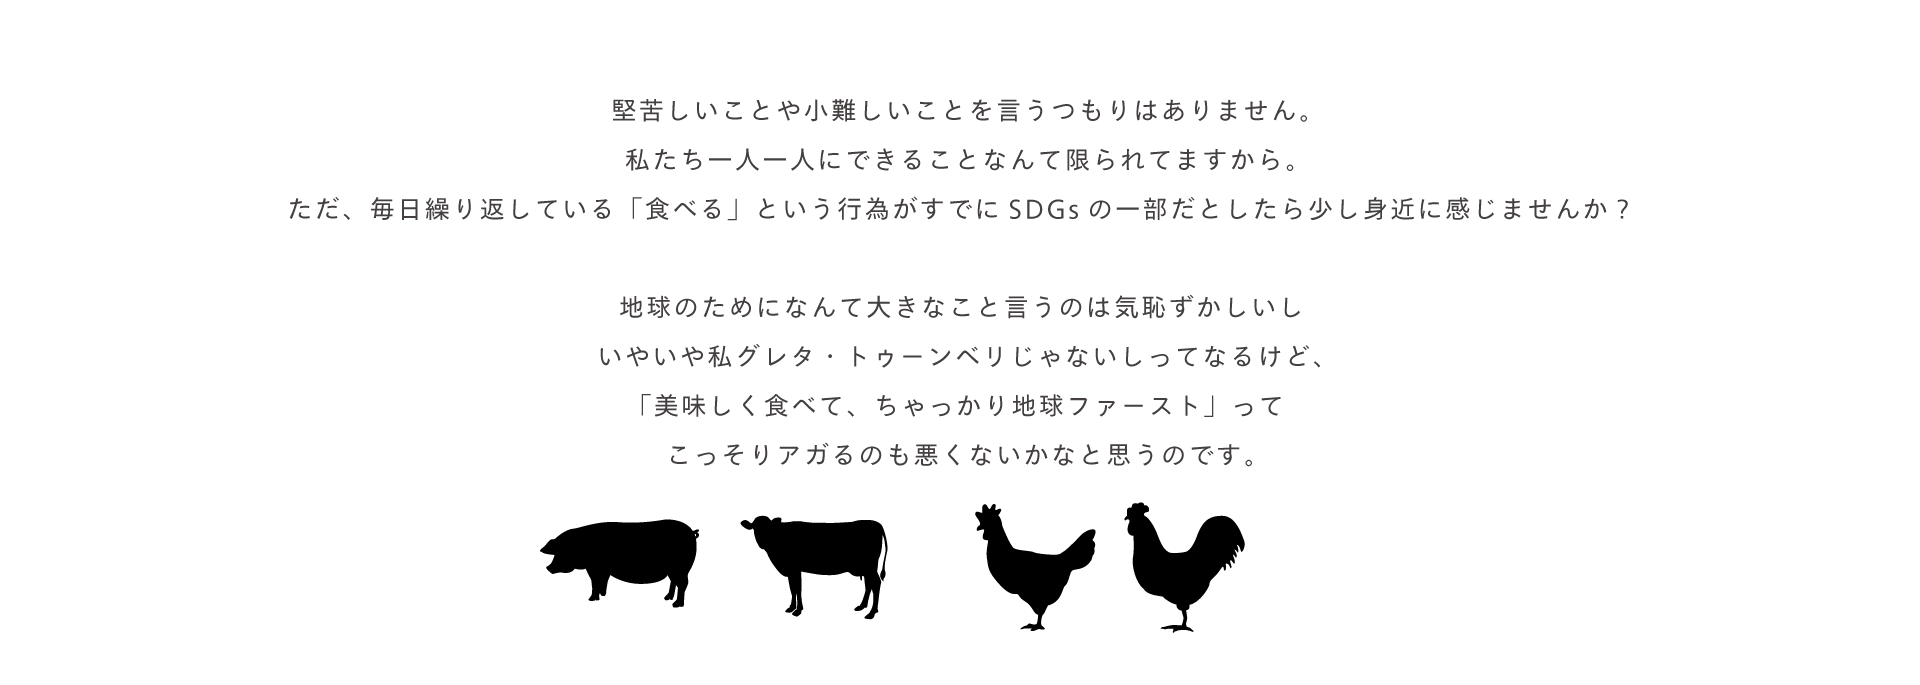 堅苦しいことや小難しいことを言うつもりはありません。
私たち一人一人にできることなんて限られてますから。
ただ、毎日繰り返している「食べる」という行為がすでに SDGs の一部だとしたら少し身近に感じませんか？
地球のためになんて大きなこと言うのは気恥ずかしいし
いやいや私グレタ・トゥーンベリじゃないしってなるけど、
「美味しく食べて、ちゃっかり地球ファースト」って
こっそりアガるのも悪くないかなと思うのです。